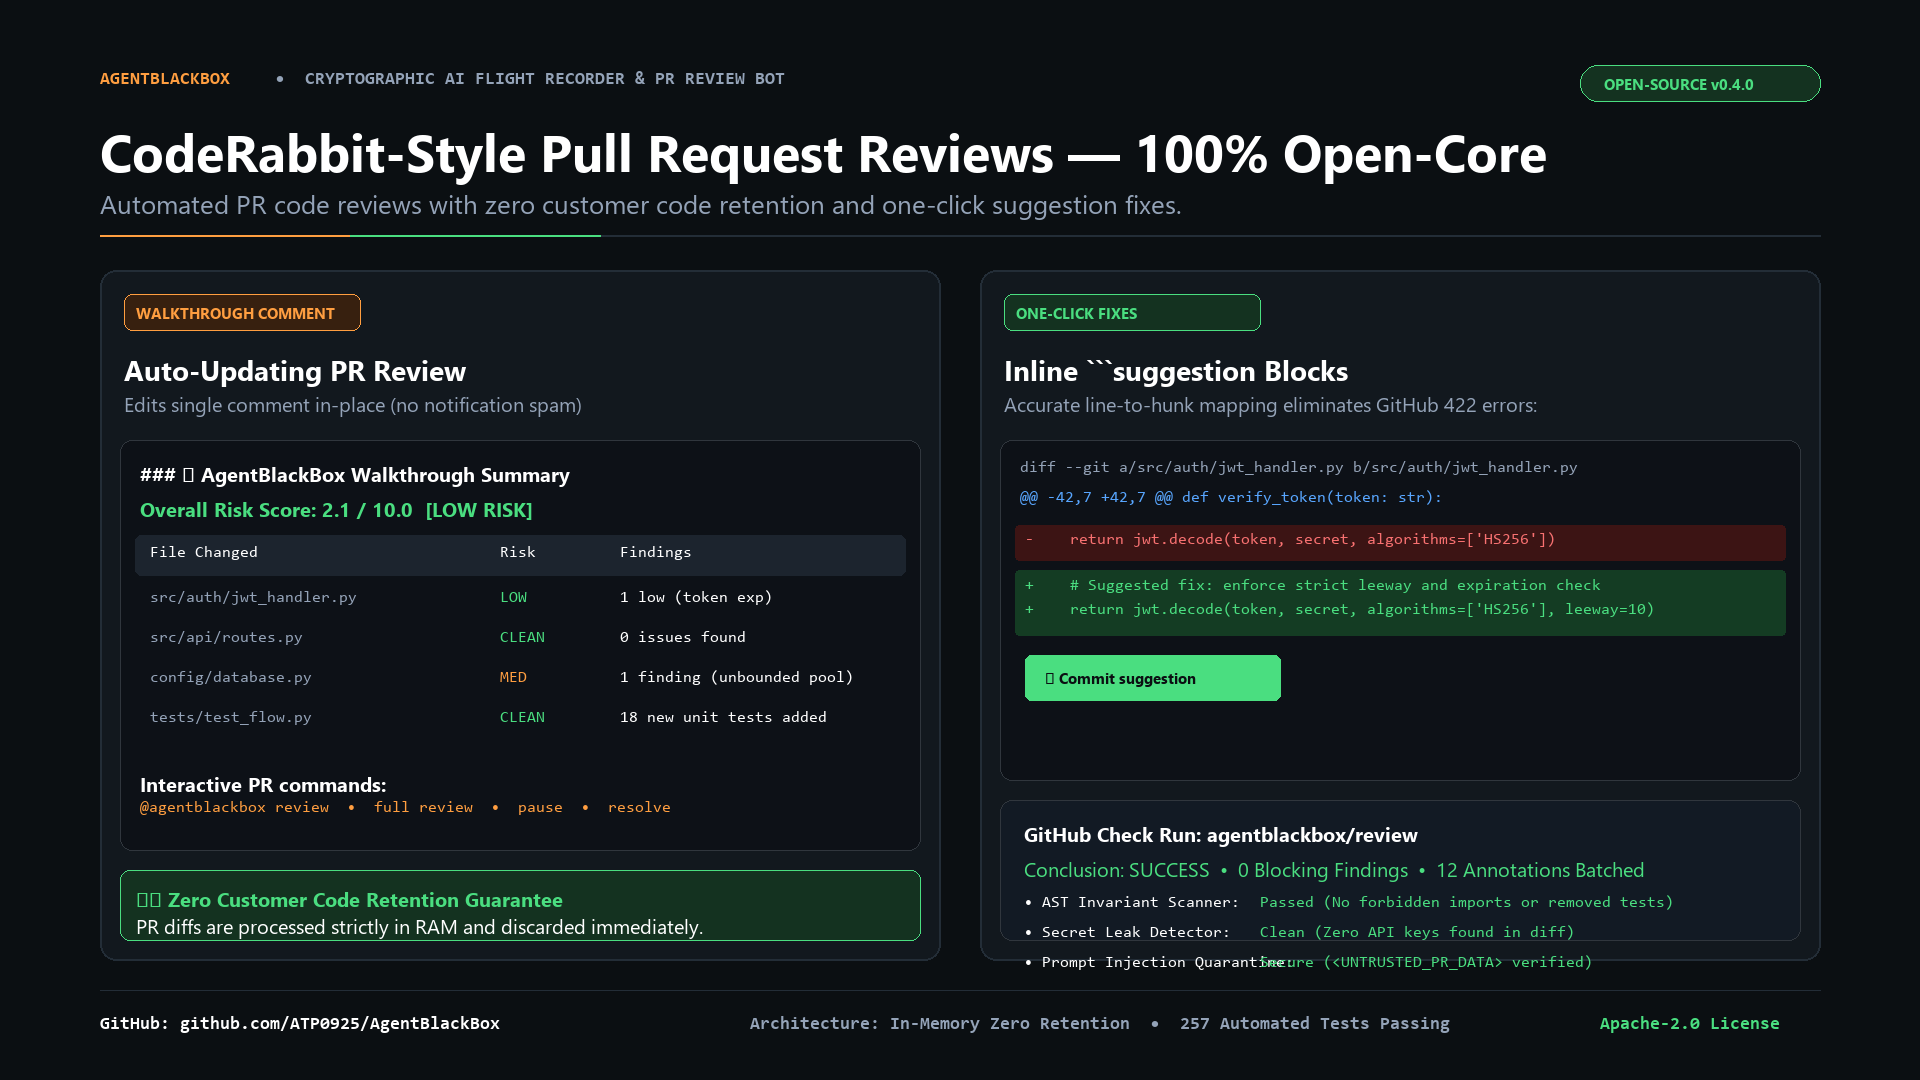 AGENTBLACKBOX • CRYPTOGRAPHIC AI FLIGHT RECORDER & PR REVIEW BOT
OPEN-SOURCE v0.4.0
CodeRabbit-Style Pull Request Reviews — 100% Open-Core
Automated PR code reviews with zero customer code retention and one-click suggestion fixes.
WALKTHROUGH COMMENT
Auto-Updating PR Review
Edits single comment in-place (no notification spam)
### AgentBlackBox Walkthrough Summary
Overall Risk Score: 2.1 / 10.0 [LOW RISK]
File Changed Risk Findings
src/auth/jwt_handler.py LOW 1 low (token exp)
src/api/routes.py CLEAN 0 issues found
config/database.py MED 1 finding (unbounded pool)
tests/test_flow.py CLEAN 18 new unit tests added
Interactive PR commands:
@agentblackbox review • full review • pause • resolve
Zero Customer Code Retention Guarantee
PR diffs are processed strictly in RAM and discarded immediately.
ONE-CLICK FIXES
Inline ```suggestion Blocks
Accurate line-to-hunk mapping eliminates GitHub 422 errors:
diff --git a/src/auth/jwt_handler.py b/src/auth/jwt_handler.py
@@ -42,7 +42,7 @@ def verify_token(token: str):
- return jwt.decode(token, secret, algorithms=['HS256'])
+ # Suggested fix: enforce strict leeway and expiration check
+ return jwt.decode(token, secret, algorithms=['HS256'], leeway=10)
Commit suggestion
GitHub Check Run: agentblackbox/review
Conclusion: SUCCESS • 0 Blocking Findings • 12 Annotations Batched
• AST Invariant Scanner: Passed (No forbidden imports or removed tests)
• Secret Leak Detector: Clean (Zero API keys found in diff)
• Prompt Injection Quarantine: Secure (<UNTRUSTED_PR_DATA> verified)
GitHub: github.com/ATP0925/AgentBlackBox
Architecture: In-Memory Zero Retention • 257 Automated Tests Passing
Apache-2.0 License